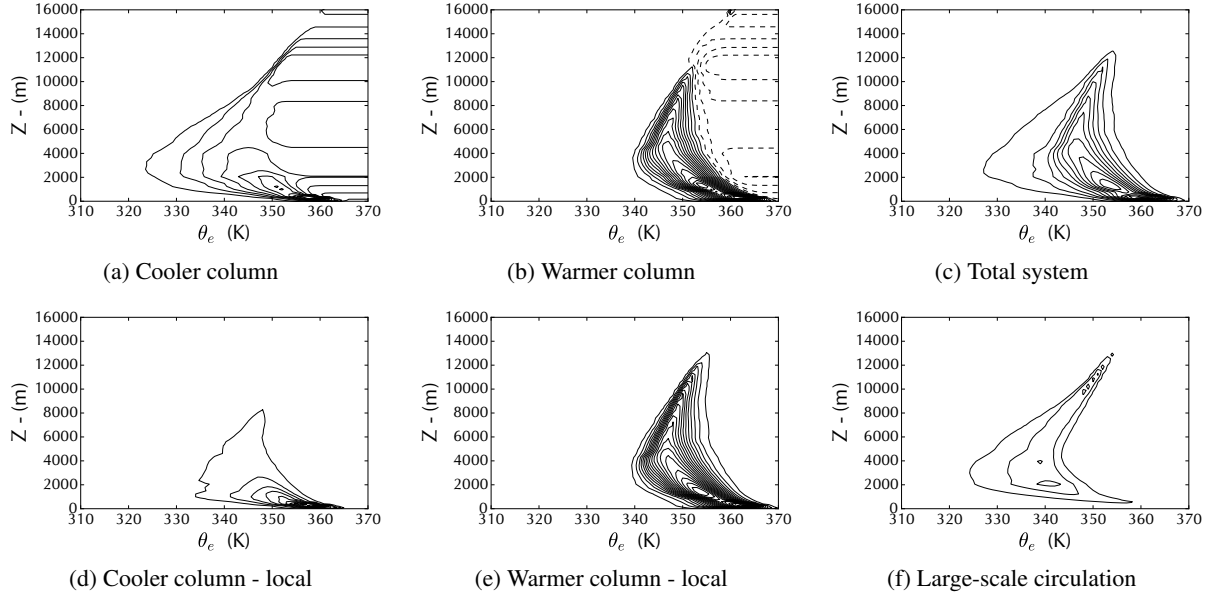 16000
14000
12000
10000
8000
6000
4000
2000
0
Z - (m)
310 320 330 340 350 360 370
θe (K)
(a) Cooler column
16000
14000
12000
10000
8000
6000
4000
2000
0
Z - (m)
310 320 330 340 350 360 370
θe (K)
(b) Warmer column
16000
14000
12000
10000
8000
6000
4000
2000
0
Z - (m)
310 320 330 340 350 360 370
θe (K)
(c) Total system
16000
14000
12000
10000
8000
6000
4000
2000
0
Z - (m)
310 320 330 340 350 360 370
θe (K)
(d) Cooler column - local
16000
14000
12000
10000
8000
6000
4000
2000
0
Z - (m)
310 320 330 340 350 360 370
θe (K)
(e) Warmer column - local
16000
14000
12000
10000
8000
6000
4000
2000
0
Z - (m)
310 320 330 340 350 360 370
θe (K)
(f) Large-scale circulation